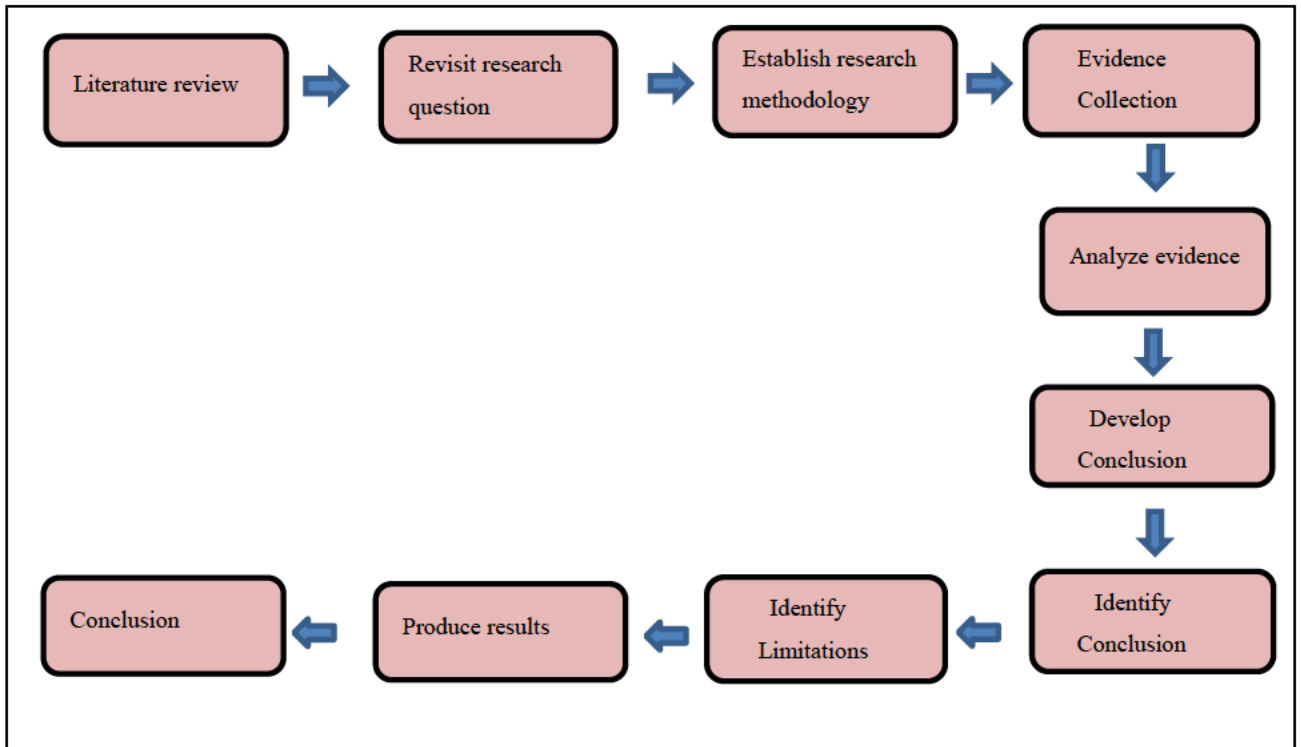 Literature review
Revisit research
question
Establish research
methodology
Evidence
Collection
Analyze evidence
Develop
Conclusion
Identify
Conclusion
Identify
Limitations
Produce results
Conclusion